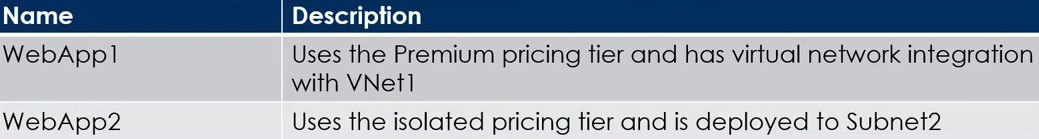 Name Description
WebApp1 Uses the Premium pricing tier and has virtual network integration
with VNet1
WebApp2 Uses the isolated pricing tier and is deployed to Subnet2